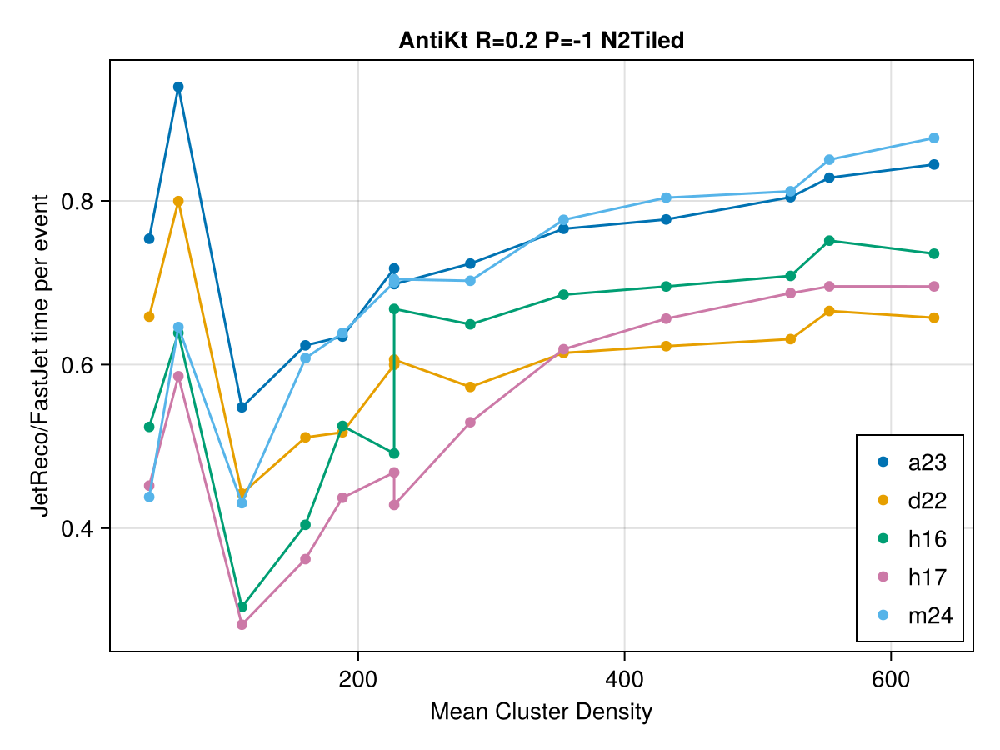 AntiKt R=0.2 P=-1 N2Tiled
JetReco/FastJet time per event
0.8
0.6
0.4
a23
d22
h16
h17
m24
200
400
600
Mean Cluster Density